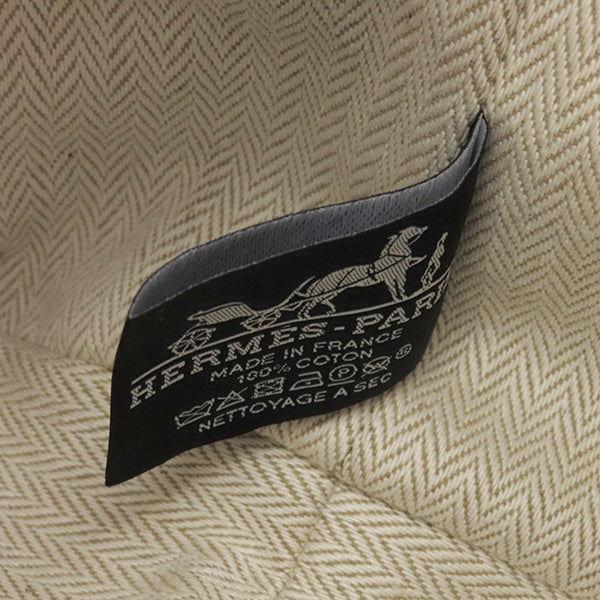 HERMES-PARIS
MADE IN FRANCE
100% COTON
NETTOYAGE A SEC